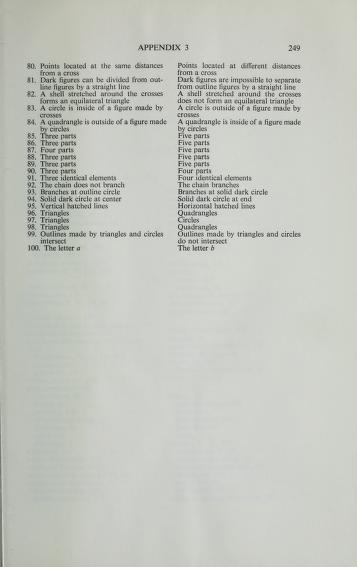 APPENDIX 3 249
80. Points located at the same distances from a cross Points located at different distances from a cross
81. Dark figures can be divided from out-line figures by a straight line Dark figures are impossible to separate from outline figures by a straight line
82. A shell stretched around the crosses forms an equilateral triangle A shell stretched around the crosses does not form an equilateral triangle
83. A circle is inside of a figure made by crosses A circle is outside of a figure made by crosses
84. A quadrangle is outside of a figure made by circles A quadrangle is inside of a figure made by circles
85. Three parts Five parts
86. Three parts Five parts
87. Four parts Five parts
88. Three parts Five parts
89. Three parts Five parts
90. Three parts Four parts
91. Three identical elements Four identical elements
92. The chain does not branch The chain branches
93. Branches at outline circle Branches at solid dark circle
94. Solid dark circle at center Solid dark circle at end
95. Vertical hatched lines Horizontal hatched lines
96. Triangles Quadrangles
97. Triangles Circles
98. Triangles Quadrangles
99. Outlines made by triangles and circles intersect Outlines made by triangles and circles do not intersect
100. The letter a The letter b